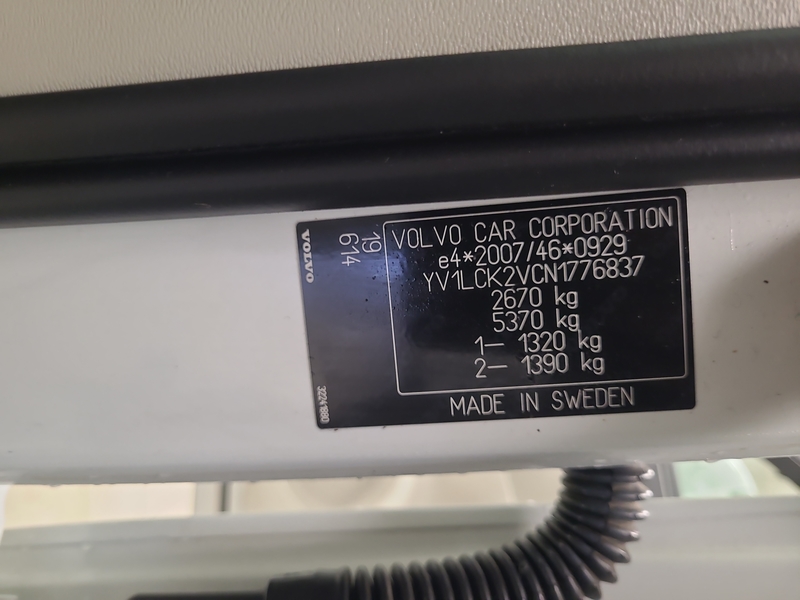 VOLVO
19
614
VOLVO CAR CORPORATION
e4*2007/46*0929
YV1LCK2VCN1776837
2670 kg
5370 kg
1– 1320 kg
2– 1390 kg
MADE IN SWEDEN